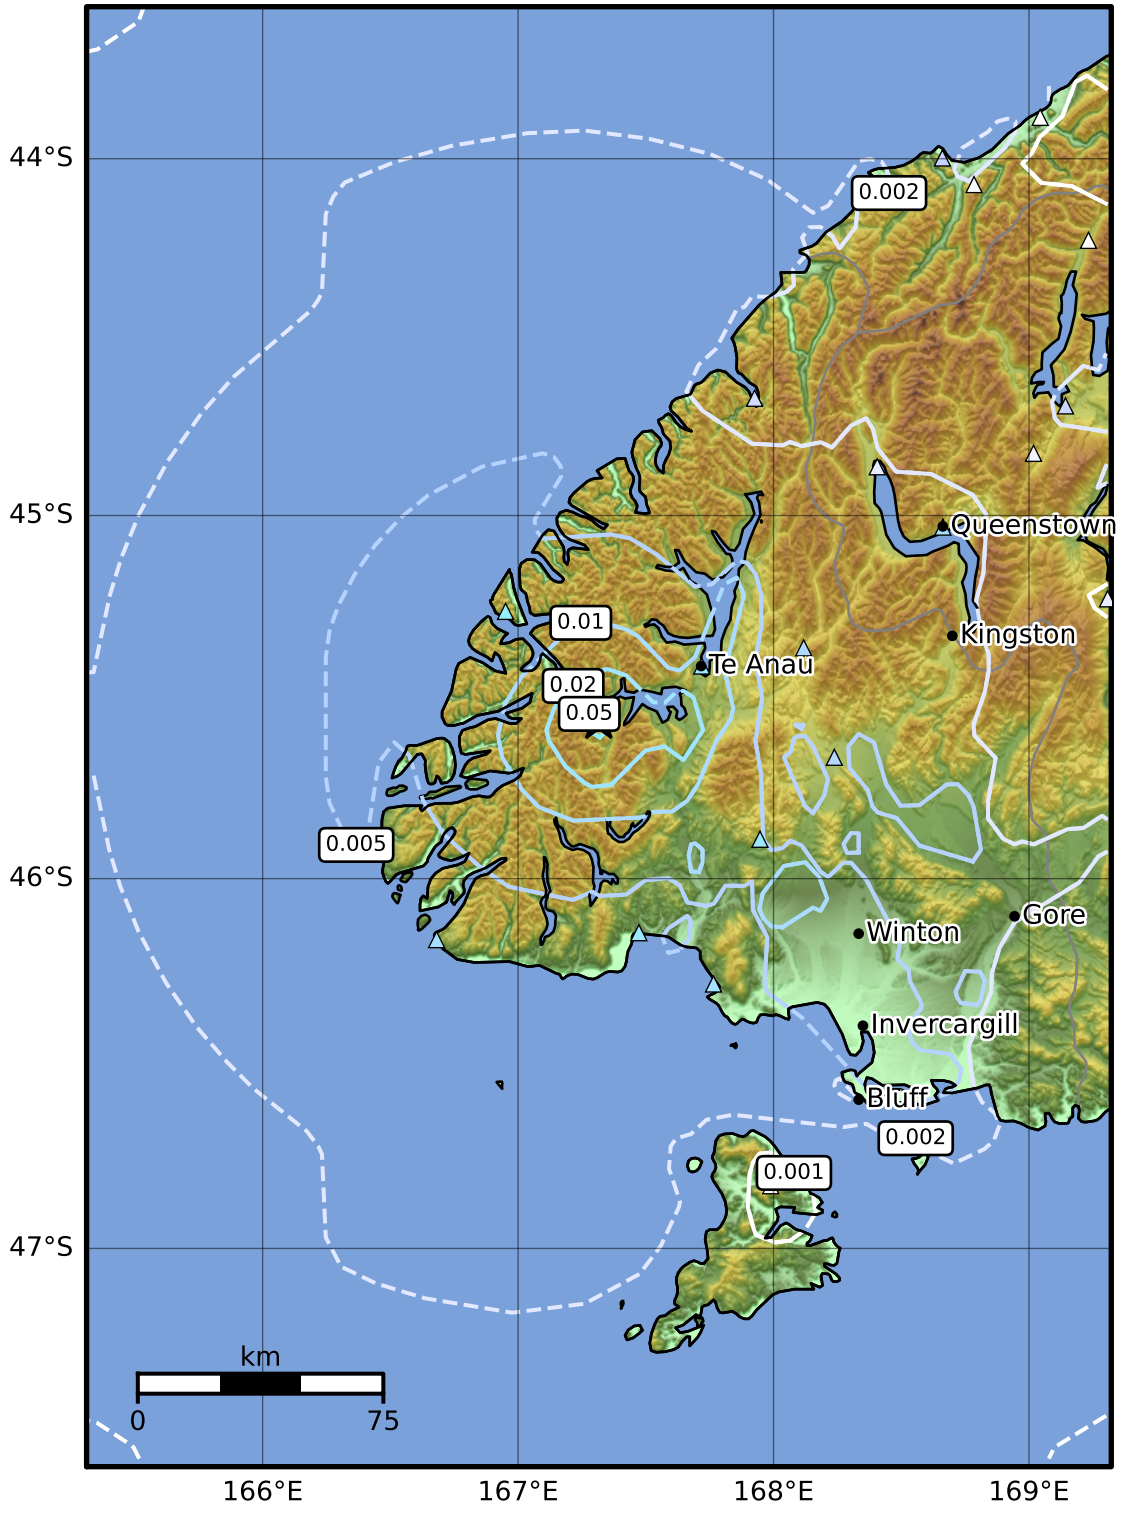 44°S
0.002
45°S
Queenstown
0.01
Kingston
Te Anau
0.02
0.05
0.005
46°S
Gore
Winton
Invercargill
Bluff
0.002
0.001
47°S
km
0 75
166°E 167°E 168°E 169°E